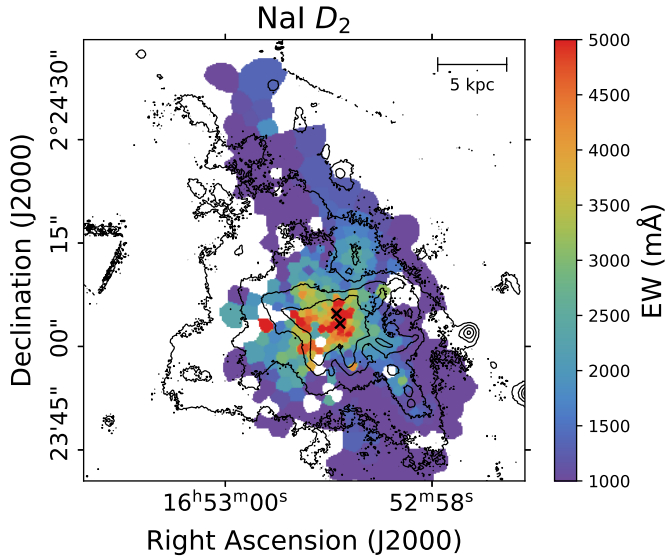 NaI D₂
5 kpc
2°24'30"
15"
00"
23'45"
Declination (J2000)
16ʰ53ᵐ00ˢ
52ᵐ58ˢ
Right Ascension (J2000)
5000
4500
4000
3500
3000
2500
2000
1500
1000
EW (mÅ)